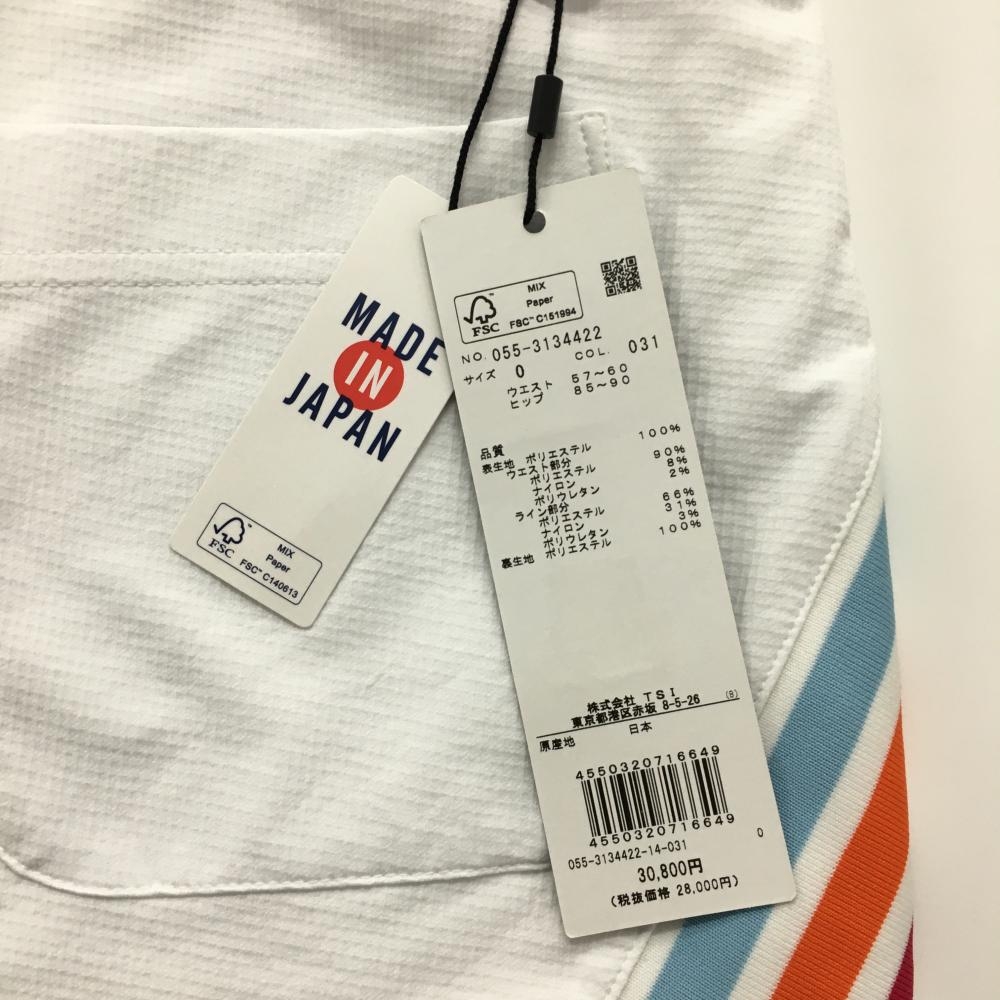 MADE
IN
JAPAN
FSC
MIX
Paper
FSC™ C140613
FSC
MIX
Paper
FSC™ C151994
NO. 055-3134422
COL. 031
サイズ 0
ウエスト 57～60
ヒップ 85～90
品質
表生地 ポリエステル 100%
ウエスト部分
ポリエステル 90%
ナイロン 8%
ポリウレタン 2%
ライン部分
ポリエステル 66%
ナイロン 31%
ポリウレタン 3%
裏生地 ポリエステル 100%
株式会社 TSI
東京都港区赤坂 8-5-26 (8)
原産地 日本
4550320716649
4550320716649
055-3134422-14-031 0
30,800円
(税抜価格 28,000円)